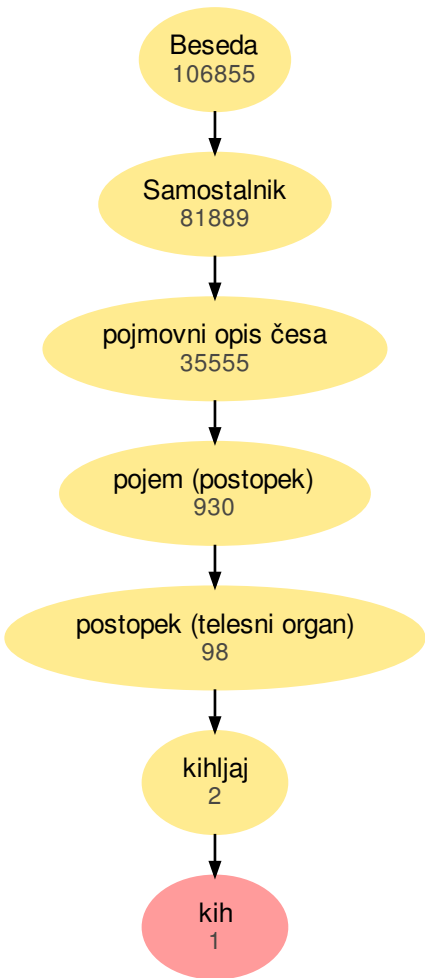 Beseda
106855
Samostalnik
81889
pojmovni opis česa
35555
pojem (postopek)
930
postopek (telesni organ)
98
kihljaj
2
kih
1